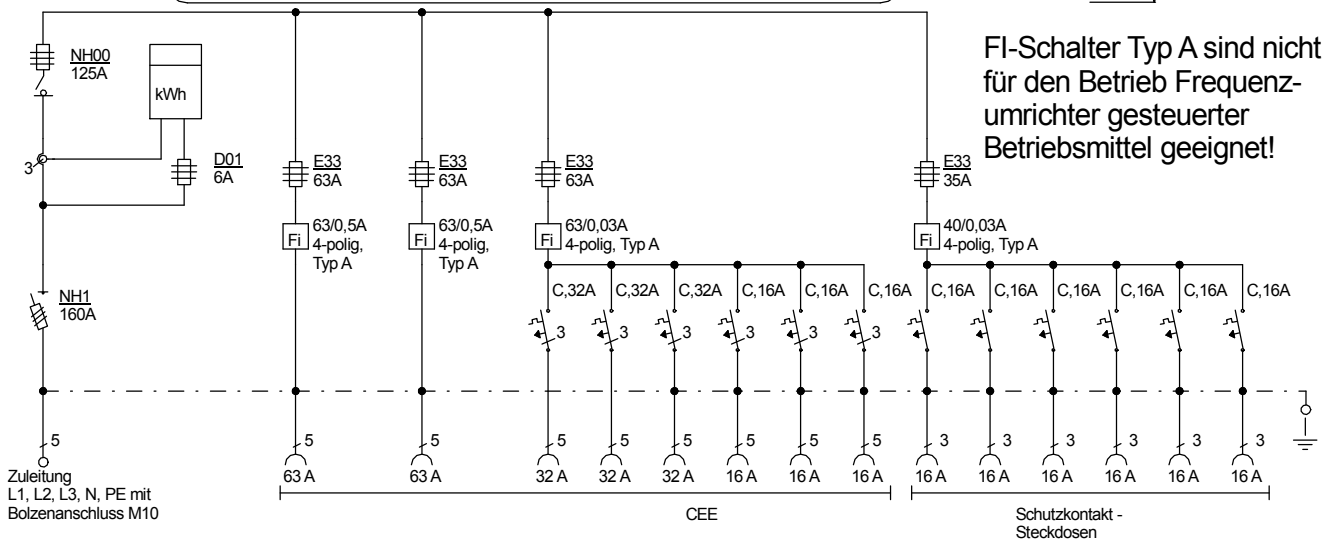 FI-Schalter Typ A sind nicht
für den Betrieb Frequenz-
umrichter gesteuerter
Betriebsmittel geeignet!
NH00
125A
kWh
3
D01
6A
E33
63A
E33
63A
E33
63A
E33
35A
Fi
63/0,5A
4-polig,
Typ A
Fi
63/0,5A
4-polig,
Typ A
Fi
63/0,03A
4-polig, Typ A
Fi
40/0,03A
4-polig, Typ A
NH1
160A
C,32A C,32A C,32A C,16A C,16A C,16A C,16A C,16A C,16A C,16A C,16A C,16A
3 3 3 3 3 3
5 5 5 5 5 5 5 5 5 3 3 3 3 3 3
63 A 63 A 32 A 32 A 32 A 16 A 16 A 16 A 16 A 16 A 16 A 16 A 16 A 16 A
Zuleitung
L1, L2, L3, N, PE mit
Bolzenanschluss M10
CEE
Schutzkontakt -
Steckdosen